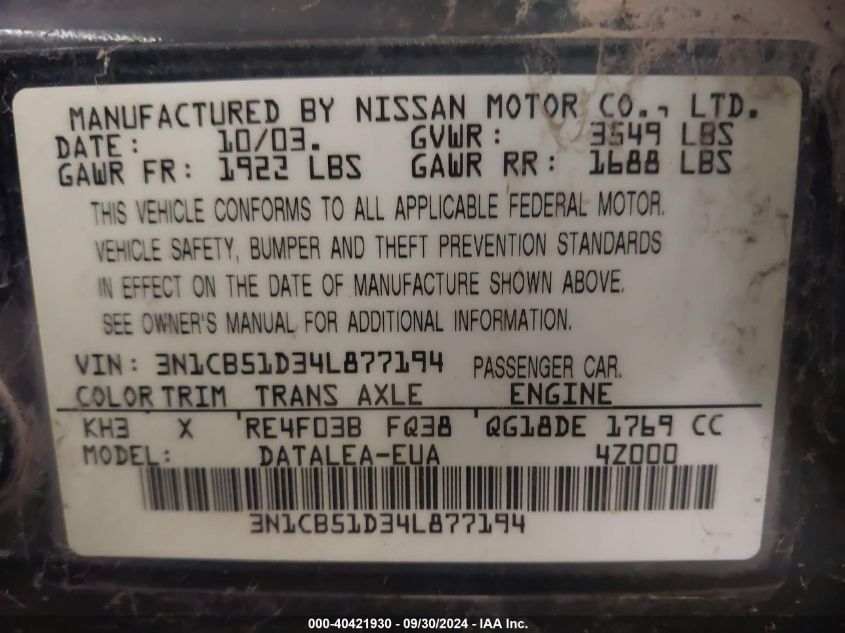 MANUFACTURED BY NISSAN MOTOR CO., LTD.
DATE: 10/03. GVWR: 3549 LBS
GAWR FR: 1922 LBS GAWR RR: 1688 LBS
THIS VEHICLE CONFORMS TO ALL APPLICABLE FEDERAL MOTOR.
VEHICLE SAFETY, BUMPER AND THEFT PREVENTION STANDARDS
IN EFFECT ON THE DATE OF MANUFACTURE SHOWN ABOVE.
SEE OWNER'S MANUAL FOR ADDITIONAL INFORMATION.
VIN: 3N1CB51D34L877194 PASSENGER CAR.
COLOR TRIM TRANS AXLE ENGINE
KH3 X RE4F03B FQ38 QG18DE 1769 CC
MODEL: DATALEA-EUA 4Z000
3N1CB51D34L877194
000-40421930 - 09/30/2024 - IAA Inc.